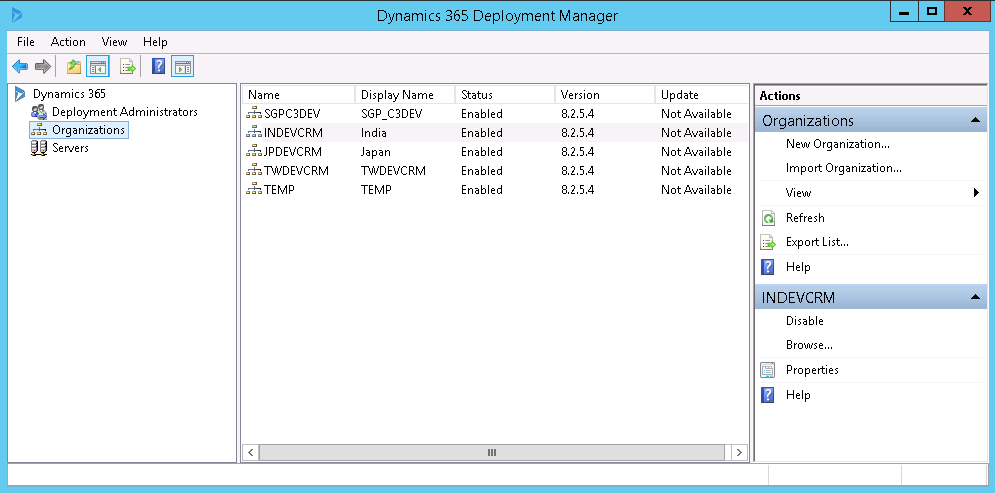 Dynamics 365 Deployment Manager
File Action View Help
Dynamics 365
Deployment Administrators
Organizations
Servers
Name Display Name Status Version Update
SGPC3DEV SGP_C3DEV Enabled 8.2.5.4 Not Available
INDEVCRM India Enabled 8.2.5.4 Not Available
JPDEVCRM Japan Enabled 8.2.5.4 Not Available
TWDEVCRM TWDEVCRM Enabled 8.2.5.4 Not Available
TEMP TEMP Enabled 8.2.5.4 Not Available
Actions
Organizations
New Organization...
Import Organization...
View
Refresh
Export List...
Help
INDEVCRM
Disable
Browse...
Properties
Help